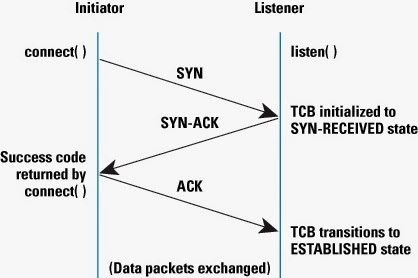 Initiator
Listener
connect( )
listen( )
SYN
TCB initialized to
SYN-RECEIVED state
SYN-ACK
Success code
returned by
connect( )
ACK
TCB transitions to
ESTABLISHED state
(Data packets exchanged)